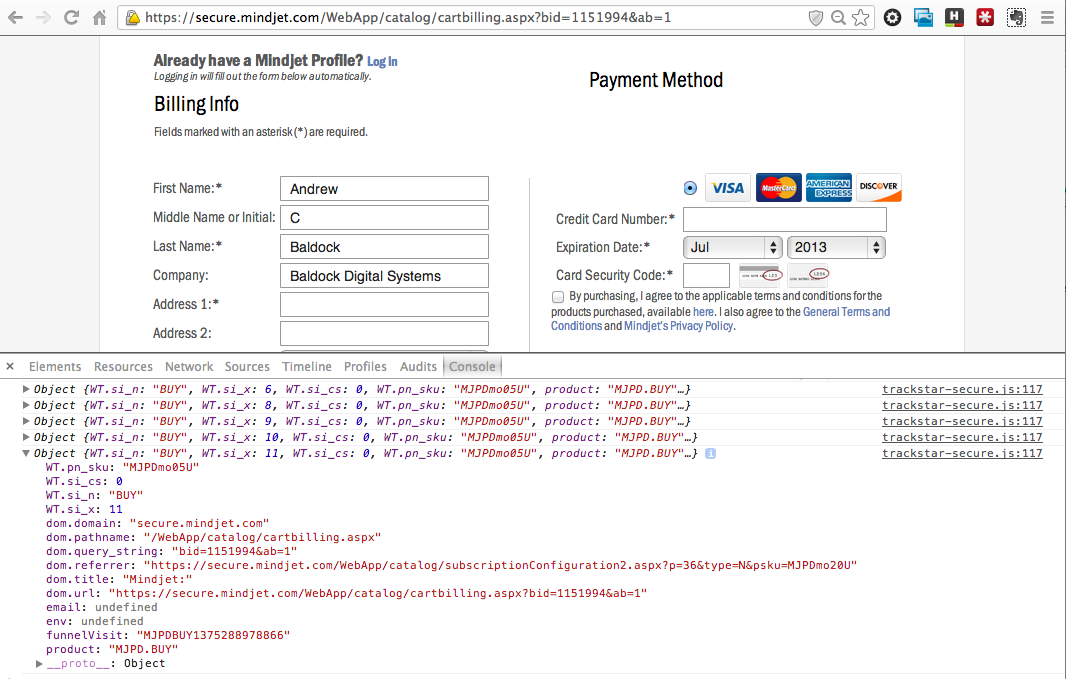 https://secure.mindjet.com/WebApp/catalog/cartbilling.aspx?bid=1151994&ab=1
H
Already have a Mindjet Profile? Log in
Logging in will fill out the form below automatically.
Billing Info
Fields marked with an asterisk (*) are required.
First Name:* Andrew
Middle Name or Initial: C
Last Name:* Baldock
Company: Baldock Digital Systems
Address 1:*
Address 2:
Payment Method
VISA MasterCard AMERICAN EXPRESS DISCOVER
Credit Card Number:*
Expiration Date:* Jul 2013
Card Security Code:*
By purchasing, I agree to the applicable terms and conditions for the
products purchased, available here. I also agree to the General Terms and
Conditions and Mindjet's Privacy Policy.
× Elements Resources Network Sources Timeline Profiles Audits Console
Object {WT.si_n: "BUY", WT.si_x: 6, WT.si_cs: 0, WT.pn_sku: "MJPDmo05U", product: "MJPD.BUY"…} trackstar-secure.js:117
Object {WT.si_n: "BUY", WT.si_x: 8, WT.si_cs: 0, WT.pn_sku: "MJPDmo05U", product: "MJPD.BUY"…} trackstar-secure.js:117
Object {WT.si_n: "BUY", WT.si_x: 9, WT.si_cs: 0, WT.pn_sku: "MJPDmo05U", product: "MJPD.BUY"…} trackstar-secure.js:117
Object {WT.si_n: "BUY", WT.si_x: 10, WT.si_cs: 0, WT.pn_sku: "MJPDmo05U", product: "MJPD.BUY"…} trackstar-secure.js:117
Object {WT.si_n: "BUY", WT.si_x: 11, WT.si_cs: 0, WT.pn_sku: "MJPDmo05U", product: "MJPD.BUY"…} trackstar-secure.js:117
WT.pn_sku: "MJPDmo05U"
WT.si_cs: 0
WT.si_n: "BUY"
WT.si_x: 11
dom.domain: "secure.mindjet.com"
dom.pathname: "/WebApp/catalog/cartbilling.aspx"
dom.query_string: "bid=1151994&ab=1"
dom.referrer: "https://secure.mindjet.com/WebApp/catalog/subscriptionConfiguration2.aspx?p=36&type=N&psku=MJPDmo20U"
dom.title: "Mindjet:"
dom.url: "https://secure.mindjet.com/WebApp/catalog/cartbilling.aspx?bid=1151994&ab=1"
email: undefined
env: undefined
funnelVisit: "MJPDBUY1375288978866"
product: "MJPD.BUY"
__proto__: Object